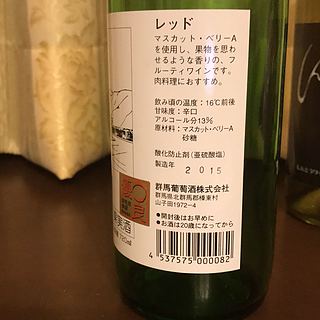 レッド
マスカット・ベリーA
を使用し、果物を思わ
せるような香りの、フ
ルーティワインです。
肉料理におすすめ。
飲み頃の温度：16℃前後
甘味度：辛口
アルコール分13％
原材料：マスカット・ベリーA
砂糖
酸化防止剤（亜硫酸塩）
製造年 2015
群馬葡萄酒株式会社
群馬県北群馬郡榛東村
山子田1972-4
●開封後はお早めに
●お酒は20歳になってから
4 537575 000082